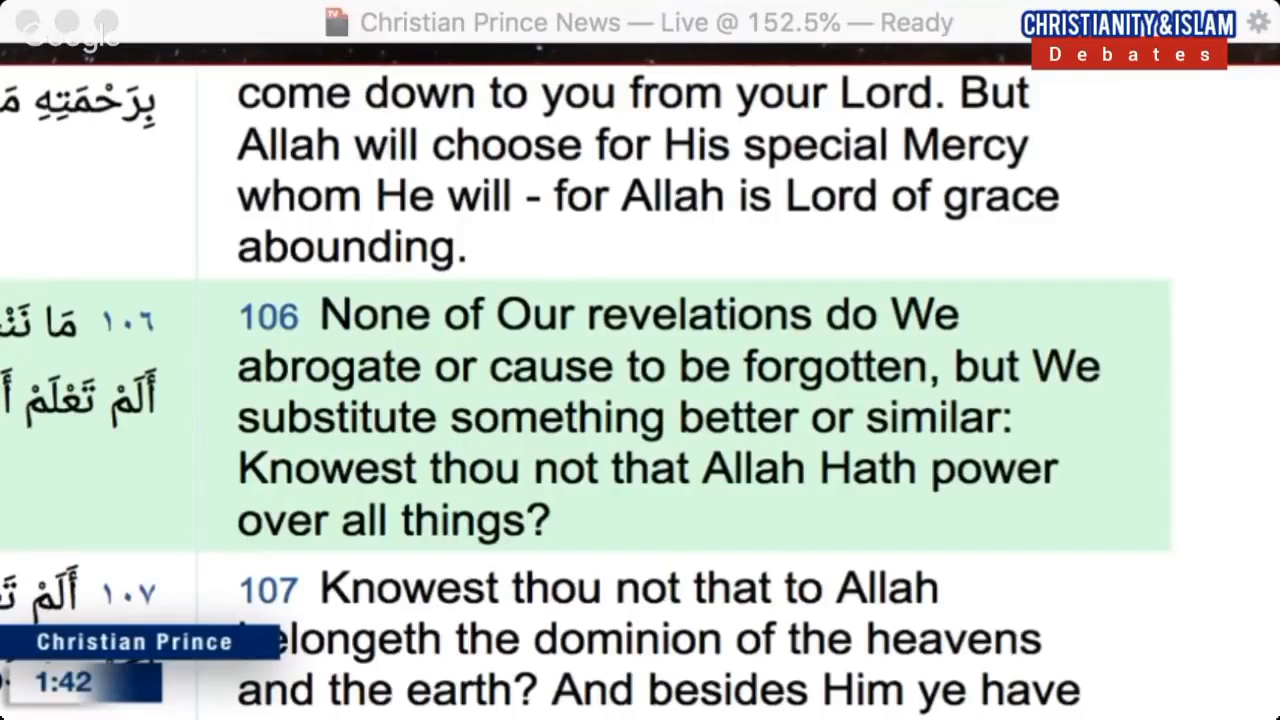 Christian Prince News — Live @ 152.5% — Ready
Google
CHRISTIANITY & ISLAM
Debates
come down to you from your Lord. But
Allah will choose for His special Mercy
whom He will - for Allah is Lord of grace
abounding.
بِرَحْمَتِهِ
106 None of Our revelations do We
abrogate or cause to be forgotten, but We
substitute something better or similar:
Knowest thou not that Allah Hath power
over all things?
١٠٦ مَا
أَلَمْ تَعْلَمْ
107 Knowest thou not that to Allah
belongeth the dominion of the heavens
and the earth? And besides Him ye have
١٠٧ أَلَمْ
Christian Prince
1:42